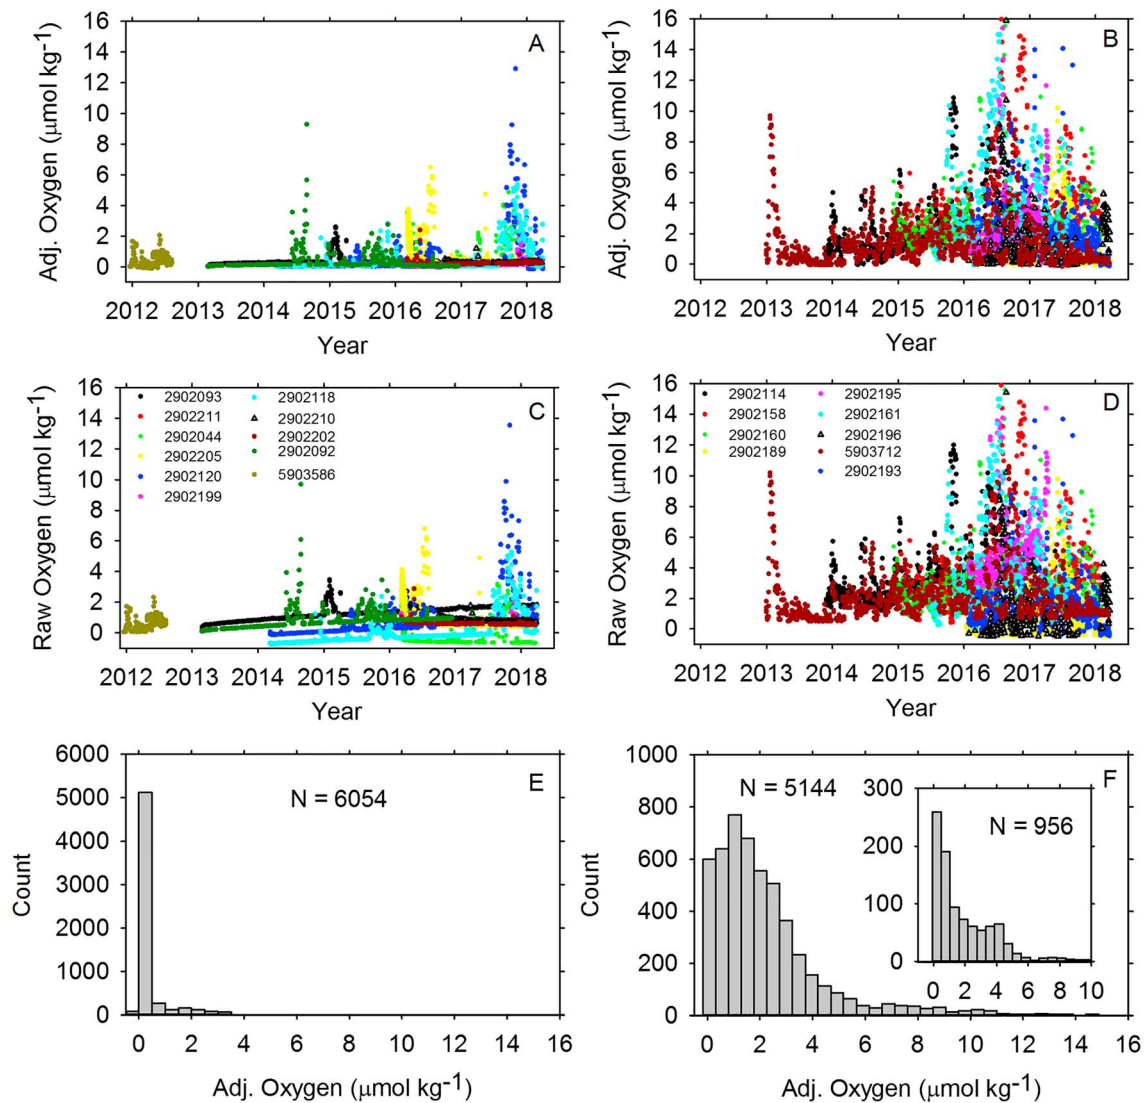 A
Adj. Oxygen (µmol kg⁻¹)
16
14
12
10
8
6
4
2
0
2012 2013 2014 2015 2016 2017 2018
Year
B
Adj. Oxygen (µmol kg⁻¹)
16
14
12
10
8
6
4
2
0
2012 2013 2014 2015 2016 2017 2018
Year
C
Raw Oxygen (µmol kg⁻¹)
16
14
12
10
8
6
4
2
0
2902093
2902211
2902044
2902205
2902120
2902199
2902118
2902210
2902202
2902092
5903586
2012 2013 2014 2015 2016 2017 2018
Year
D
Raw Oxygen (µmol kg⁻¹)
16
14
12
10
8
6
4
2
0
2902114
2902158
2902160
2902189
2902195
2902161
2902196
5903712
2902193
2012 2013 2014 2015 2016 2017 2018
Year
E
N = 6054
Count
6000
5000
4000
3000
2000
1000
0
0 2 4 6 8 10 12 14 16
Adj. Oxygen (µmol kg⁻¹)
F
N = 5144
Count
1000
800
600
400
200
0
N = 956
300
200
100
0
0 2 4 6 8 10
0 2 4 6 8 10 12 14 16
Adj. Oxygen (µmol kg⁻¹)